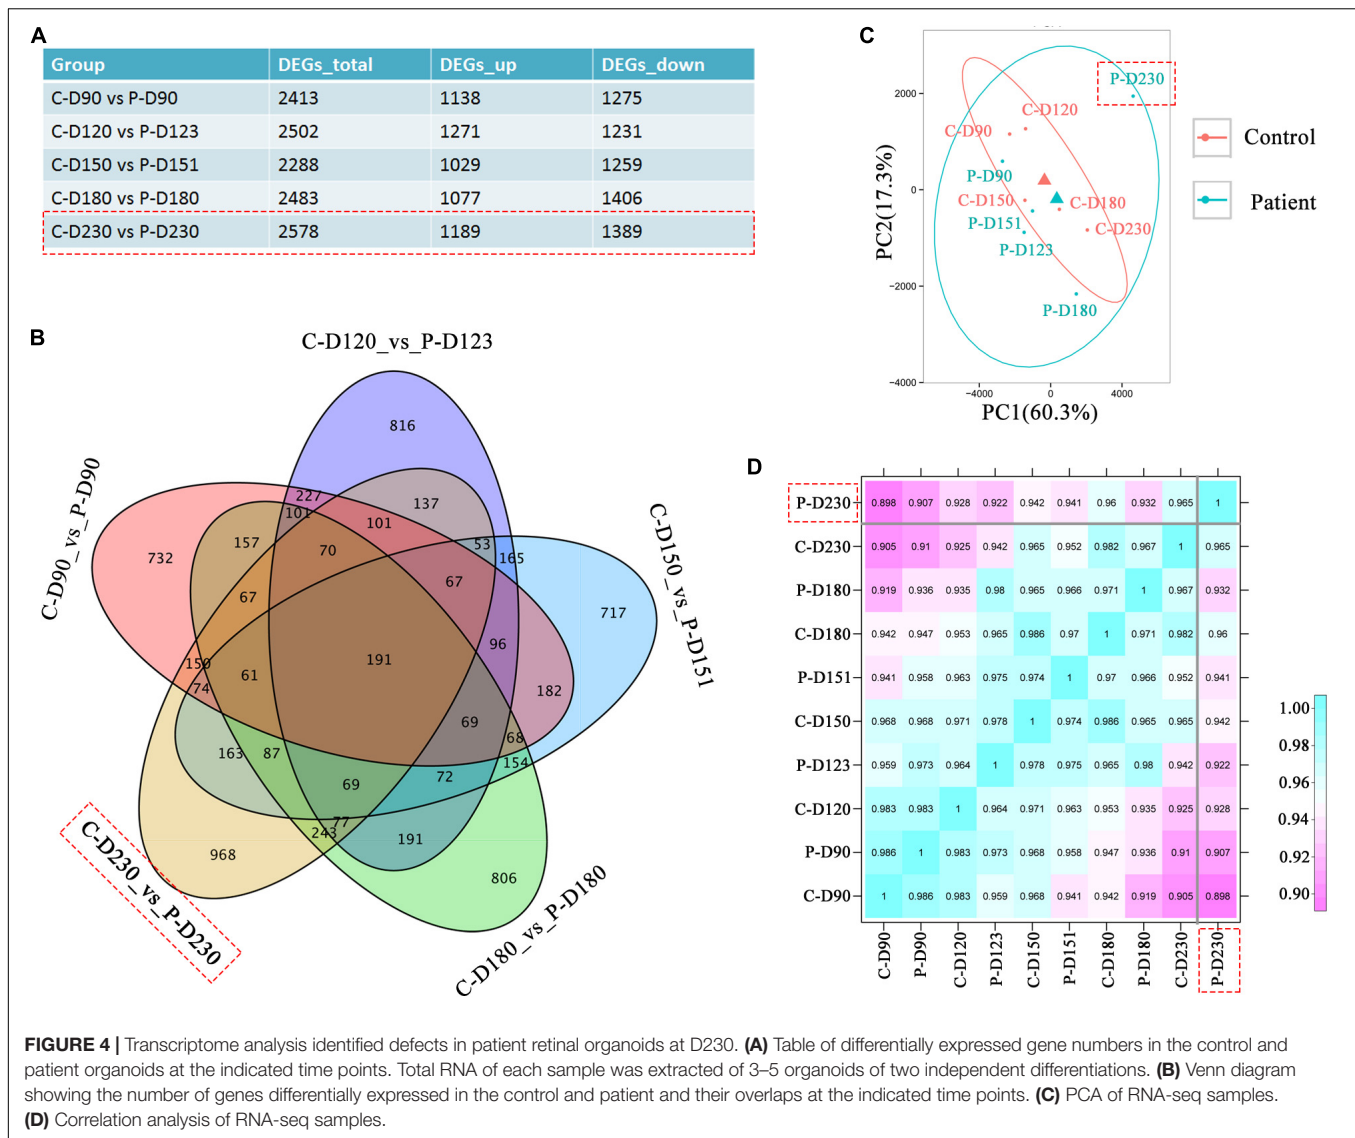 A
Group DEGs_total DEGs_up DEGs_down
C-D90 vs P-D90 2413 1138 1275
C-D120 vs P-D123 2502 1271 1231
C-D150 vs P-D151 2288 1029 1259
C-D180 vs P-D180 2483 1077 1406
C-D230 vs P-D230 2578 1189 1389
B
C-D120_vs_P-D123
C-D90_vs_P-D90
C-D150_vs_P-D151
C-D230_vs_P-D230
C-D180_vs_P-D180
816
227
137
101
101
732
157
70
53
165
67
67
717
96
150
61
191
74
182
69
68
163
87
72
154
69
77
243
191
968
806
C
P-D230
2000
C-D120
C-D90
P-D90
0
C-D150
C-D180
P-D151
C-D230
P-D123
−2000
P-D180
−4000
−4000 0 4000
PC1(60.3%)
PC2(17.3%)
Control
Patient
D
P-D230 0.898 0.907 0.928 0.922 0.942 0.941 0.96 0.932 0.965 1
C-D230 0.905 0.91 0.925 0.942 0.965 0.952 0.982 0.967 1 0.965
P-D180 0.919 0.936 0.935 0.98 0.965 0.966 0.971 1 0.967 0.932
C-D180 0.942 0.947 0.953 0.965 0.986 0.97 1 0.971 0.982 0.96
P-D151 0.941 0.958 0.963 0.975 0.974 1 0.97 0.966 0.952 0.941
C-D150 0.968 0.968 0.971 0.978 1 0.974 0.986 0.965 0.965 0.942
P-D123 0.959 0.973 0.964 1 0.978 0.975 0.965 0.98 0.942 0.922
C-D120 0.983 0.983 1 0.964 0.971 0.963 0.953 0.935 0.925 0.928
P-D90 0.986 1 0.983 0.973 0.968 0.958 0.947 0.936 0.91 0.907
C-D90 1 0.986 0.983 0.959 0.968 0.941 0.942 0.919 0.905 0.898
C-D90 P-D90 C-D120 P-D123 C-D150 P-D151 C-D180 P-D180 C-D230 P-D230
1.00
0.98
0.96
0.94
0.92
0.90
FIGURE 4 | Transcriptome analysis identified defects in patient retinal organoids at D230. (A) Table of differentially expressed gene numbers in the control and
patient organoids at the indicated time points. Total RNA of each sample was extracted of 3–5 organoids of two independent differentiations. (B) Venn diagram
showing the number of genes differentially expressed in the control and patient and their overlaps at the indicated time points. (C) PCA of RNA-seq samples.
(D) Correlation analysis of RNA-seq samples.